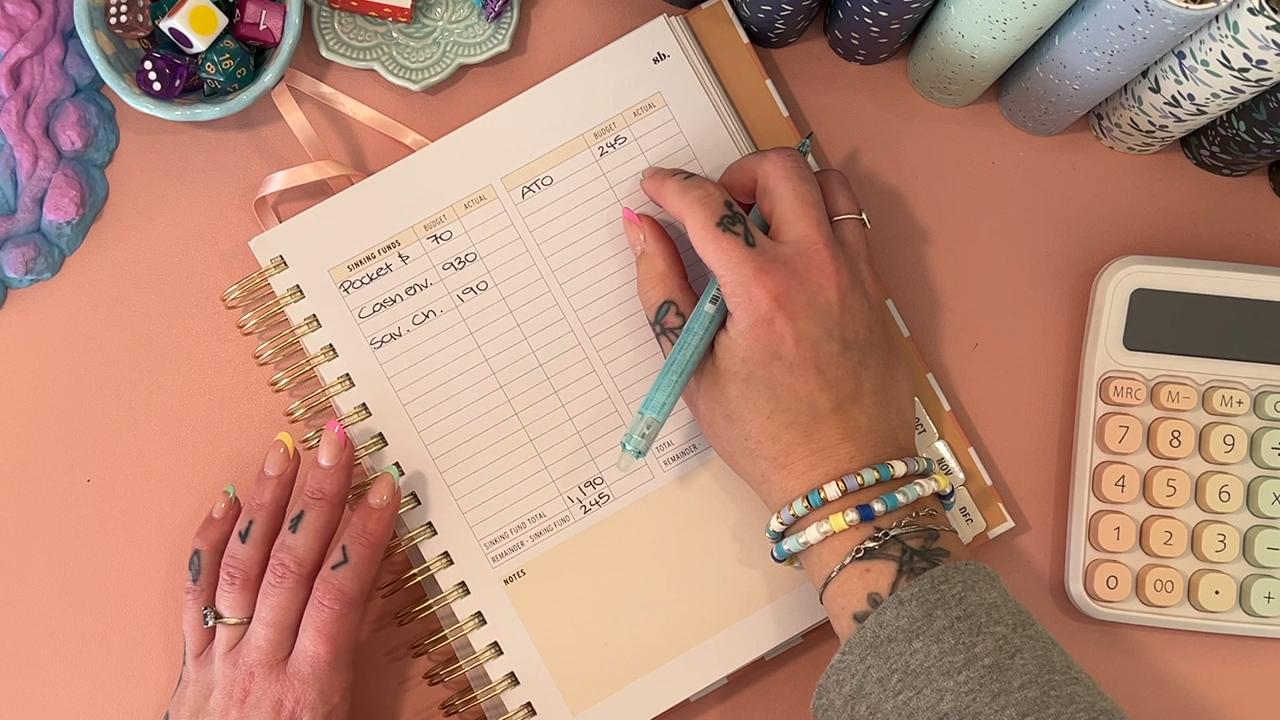 sb.
SINKING FUNDS BUDGET ACTUAL
Pocket $ 70
Cash env. 930
Sav. Ch. 190
SINKING FUND TOTAL 1,190
REMAINDER - SINKING FUND 245
BUDGET ACTUAL
ATO 245
TOTAL
REMAINDER -
NOTES
OCT
NOV
DEC
MRC M- M+
7 8 9
4 5 6 X
1 2 3 -
0 00 . +